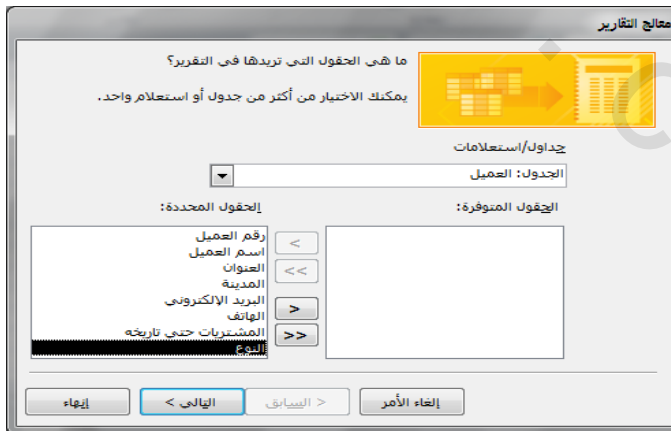 معالج التقارير
ما هي الحقول التي تريدها في التقرير؟
يمكنك الاختيار من أكثر من جدول أو استعلام واحد.
جداول/استعلامات
الجدول: العميل
الحقول المتوفرة:
الحقول المحددة:
رقم العميل
اسم العميل
العنوان
المدينة
البريد الإلكتروني
الهاتف
المشتريات حتى تاريخه
النوع
>
>>
<
<<
إلغاء الأمر
< السابق
التالي >
إنهاء